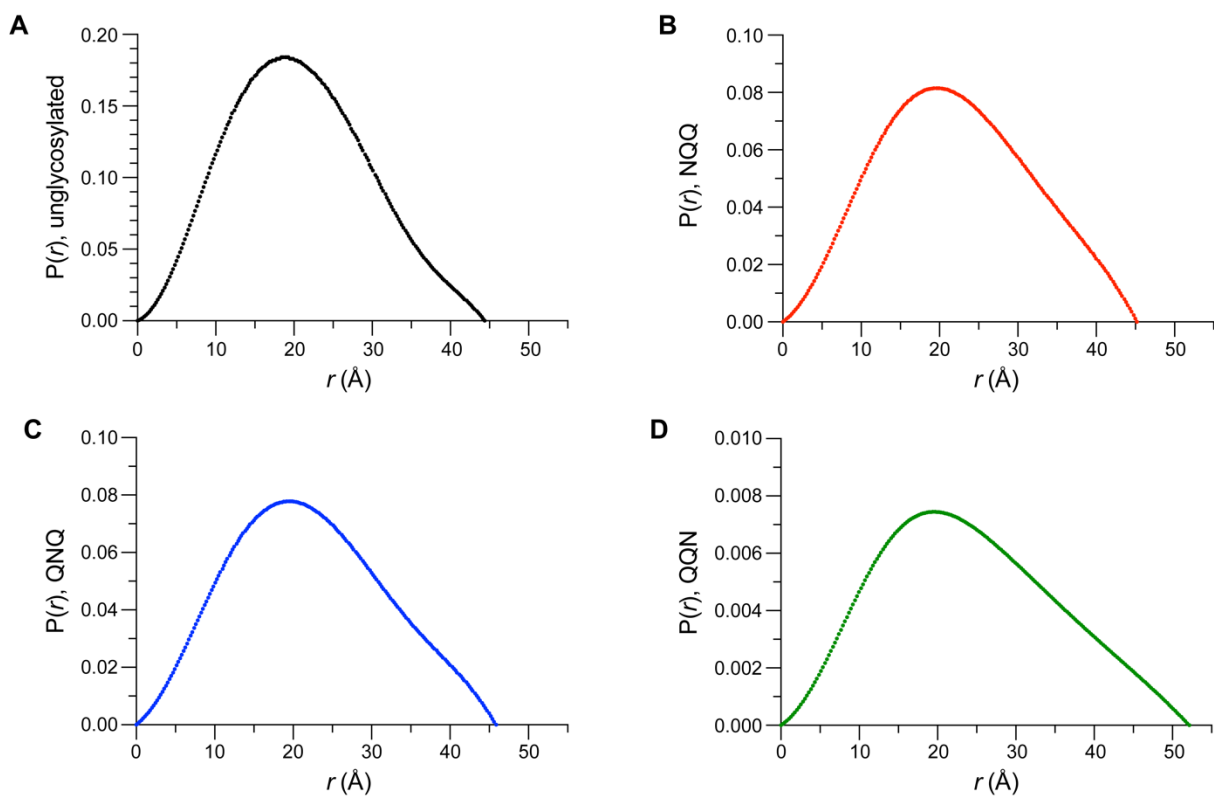 A
P(r), unglycosylated
0.20
0.15
0.10
0.05
0.00
0 10 20 30 40 50
r (Å)
B
P(r), NQQ
0.10
0.08
0.06
0.04
0.02
0.00
0 10 20 30 40 50
r (Å)
C
P(r), QNQ
0.10
0.08
0.06
0.04
0.02
0.00
0 10 20 30 40 50
r (Å)
D
P(r), QQN
0.010
0.008
0.006
0.004
0.002
0.000
0 10 20 30 40 50
r (Å)